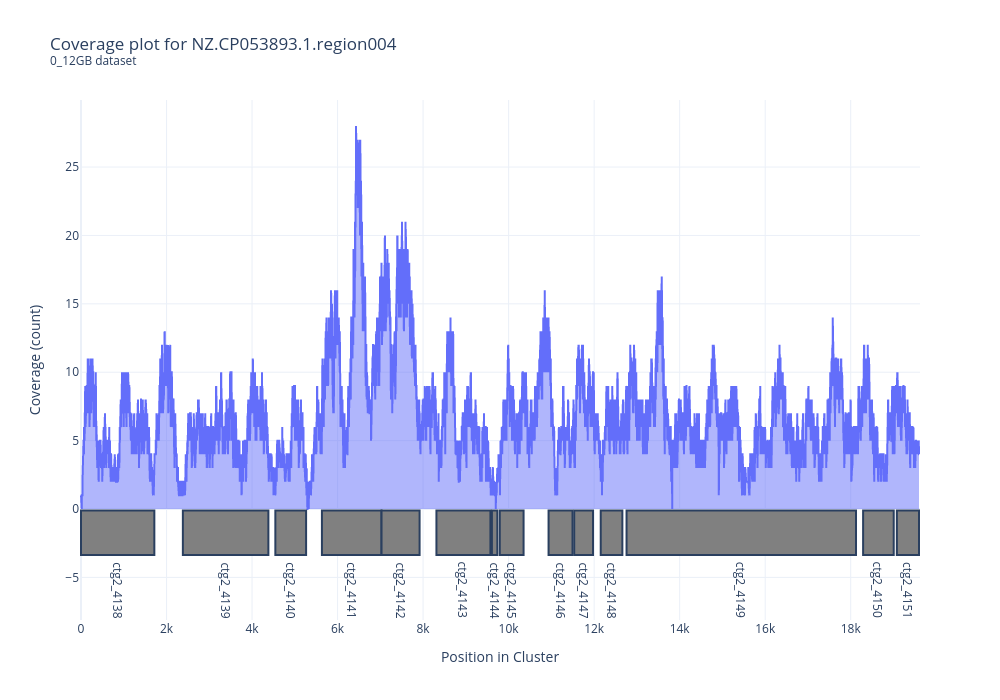 Coverage plot for NZ.CP053893.1.region004
0_12GB dataset
Coverage (count)
25
20
15
10
5
0
−5
ctg2_4138
ctg2_4139
ctg2_4140
ctg2_4141
ctg2_4142
ctg2_4143
ctg2_4144
ctg2_4145
ctg2_4146
ctg2_4147
ctg2_4148
ctg2_4149
ctg2_4150
ctg2_4151
0
2k
4k
6k
8k
10k
12k
14k
16k
18k
Position in Cluster